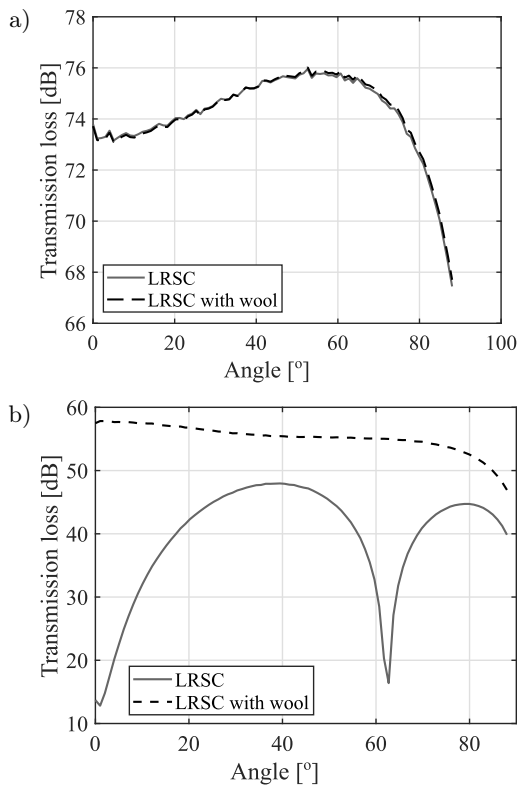 a)
78
76
74
72
70
68
66
Transmission loss [dB]
LRSC
LRSC with wool
0 20 40 60 80 100
Angle [º]
b)
60
50
40
30
20
10
Transmission loss [dB]
LRSC
LRSC with wool
0 20 40 60 80
Angle [º]